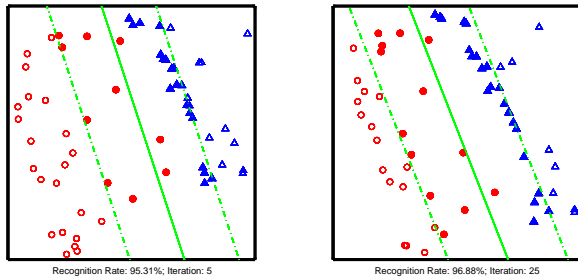 Recognition Rate: 95.31%; Iteration: 5
Recognition Rate: 96.88%; Iteration: 25